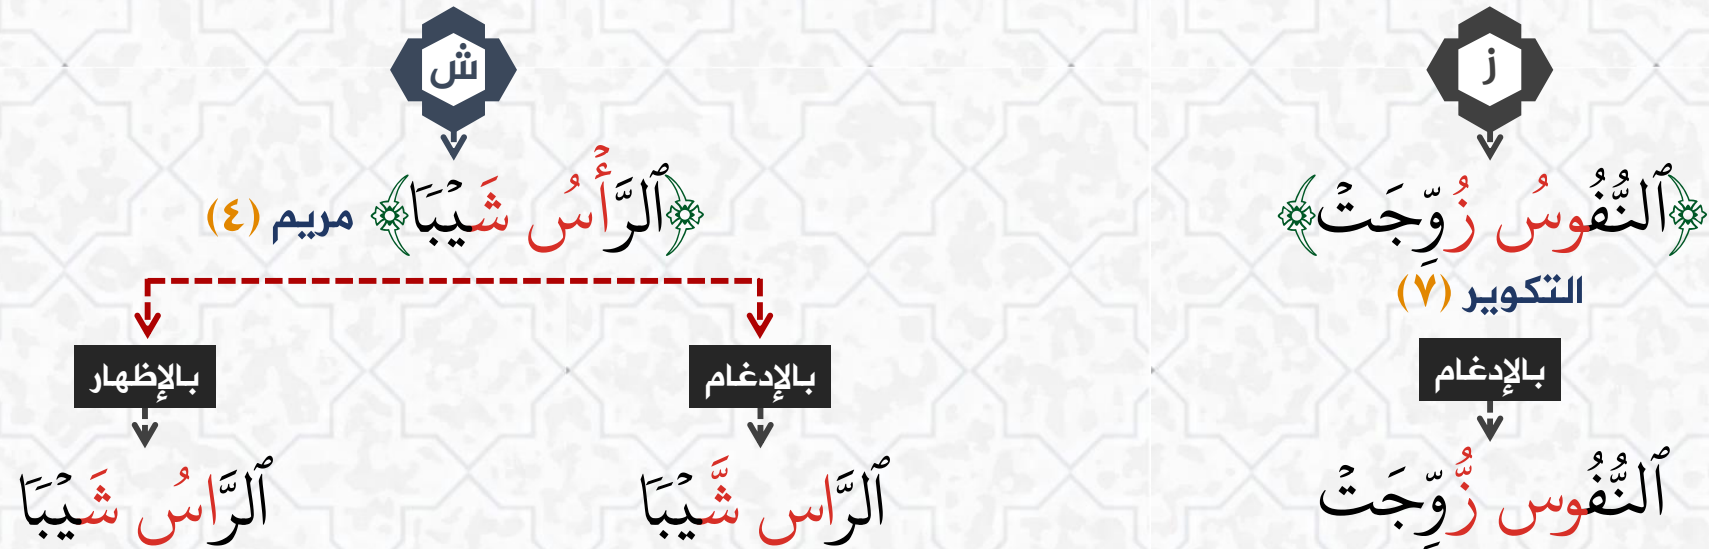 ز
﴿ٱلنُّفُوسُ زُوِّجَتۡ﴾
التكوير (٧)
بالإدغام
ٱلنُّفُوس زُّوِّجَتۡ
ش
﴿ٱلرَّأۡسُ شَيۡبَا﴾ مريم (٤)
بالإدغام
ٱلرَّاس شَّيۡبَا
بالإظهار
ٱلرَّاسُ شَيۡبَا